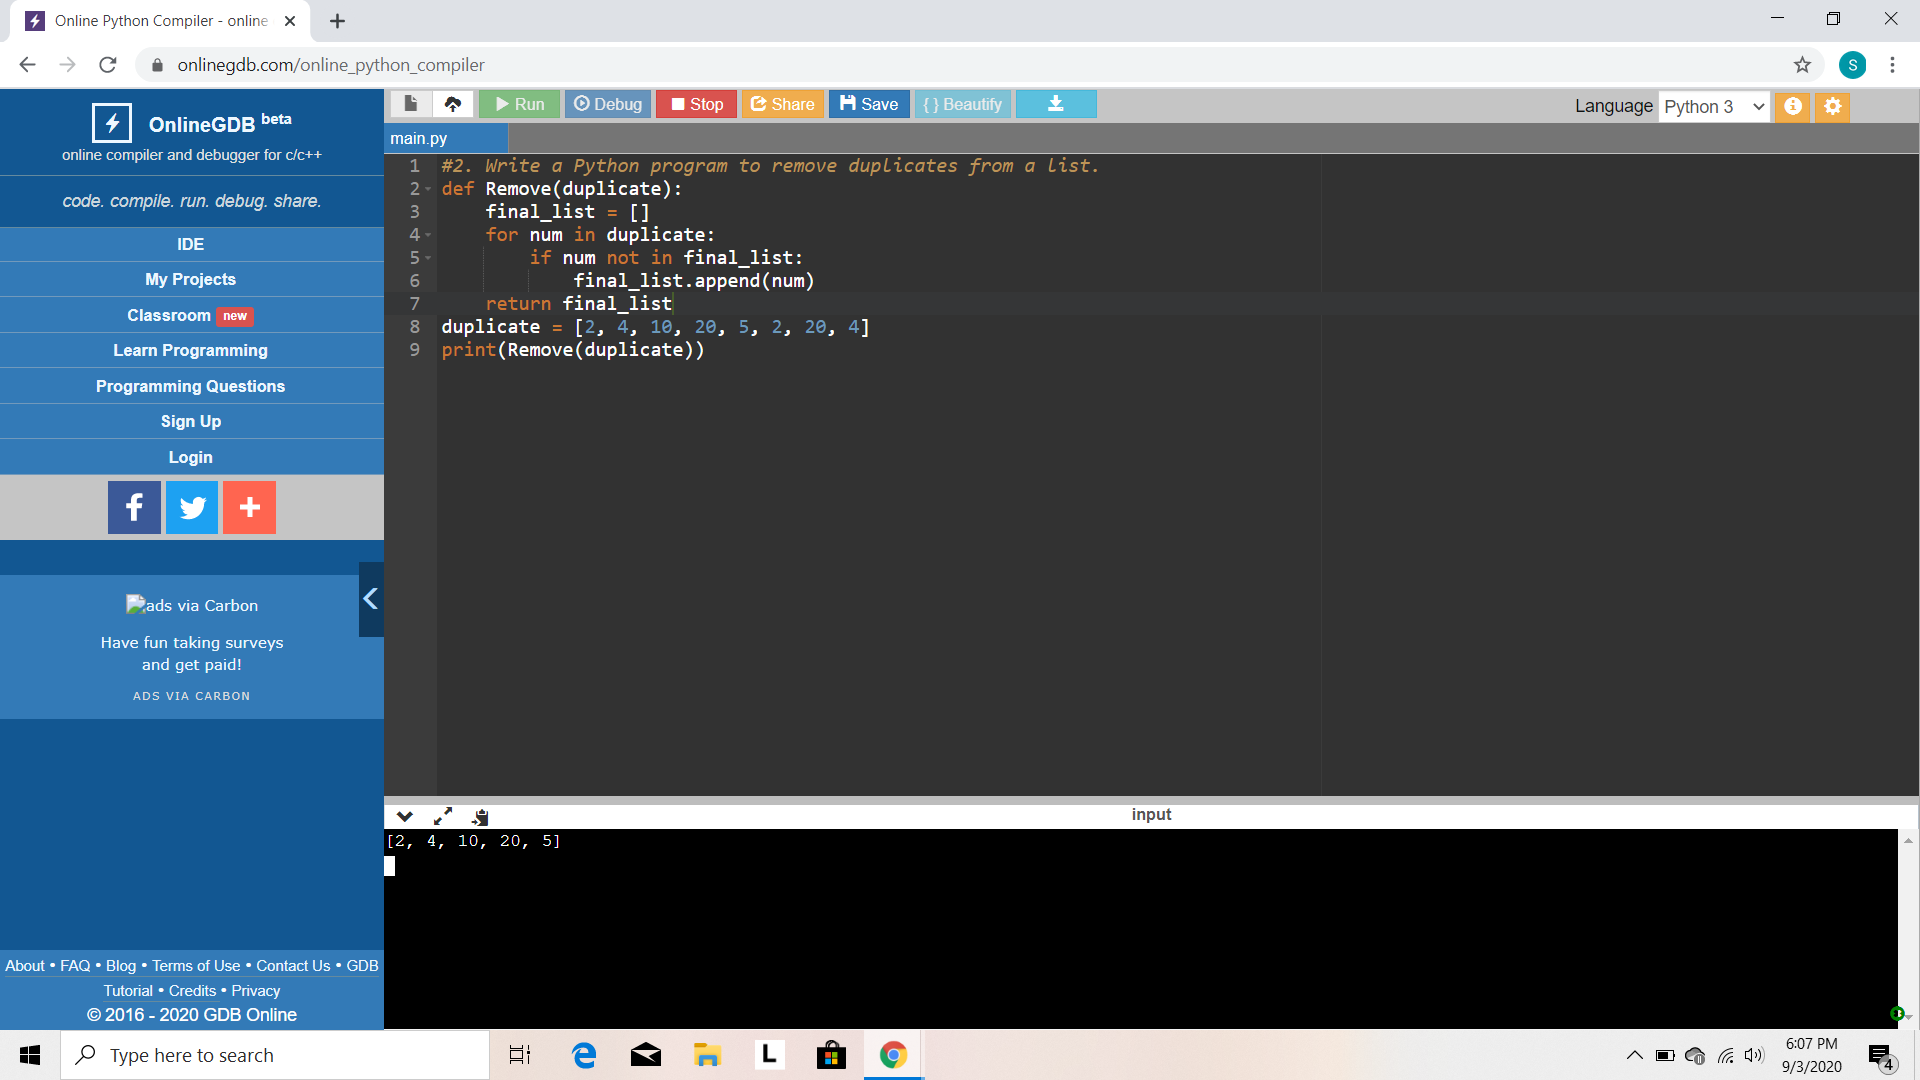 Online Python Compiler - online
onlinegdb.com/online_python_compiler
S
OnlineGDB beta
online compiler and debugger for c/c++
code. compile. run. debug. share.
IDE
My Projects
Classroom new
Learn Programming
Programming Questions
Sign Up
Login
ads via Carbon
Have fun taking surveys
and get paid!
ADS VIA CARBON
About • FAQ • Blog • Terms of Use • Contact Us • GDB
Tutorial • Credits • Privacy
© 2016 - 2020 GDB Online
Run Debug Stop Share Save { } Beautify
Language Python 3
main.py
1 #2. Write a Python program to remove duplicates from a list.
2 def Remove(duplicate):
3     final_list = []
4     for num in duplicate:
5         if num not in final_list:
6             final_list.append(num)
7     return final_list
8 duplicate = [2, 4, 10, 20, 5, 2, 20, 4]
9 print(Remove(duplicate))
input
[2, 4, 10, 20, 5]
Type here to search
L
6:07 PM
9/3/2020
4